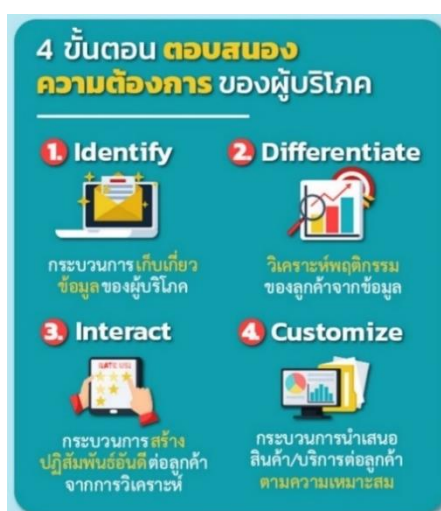 4 ขั้นตอน ตอบสนอง
ความต้องการ ของผู้บริโภค
1. Identify
กระบวนการเก็บเกี่ยว
ข้อมูลของผู้บริโภค
2. Differentiate
วิเคราะห์พฤติกรรม
ของลูกค้าจากข้อมูล
3. Interact
กระบวนการสร้าง
ปฏิสัมพันธ์อันดีต่อลูกค้า
จากการวิเคราะห์
4. Customize
กระบวนการนำเสนอ
สินค้า/บริการต่อลูกค้า
ตามความเหมาะสม